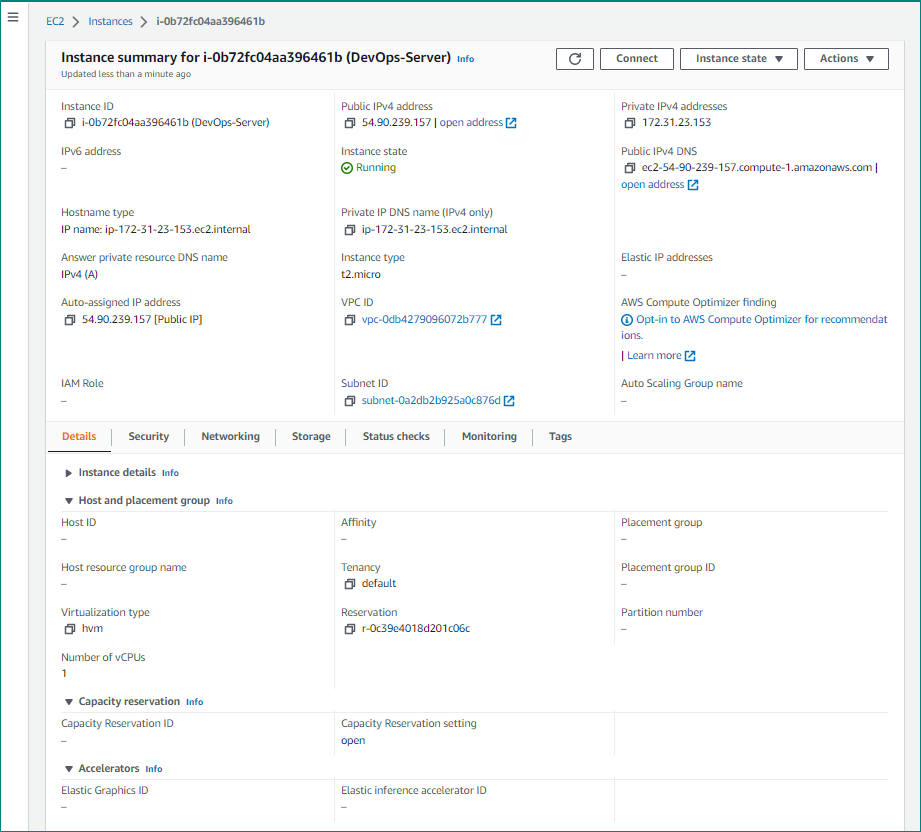 EC2 > Instances > i-0b72fc04aa396461b
Instance summary for i-0b72fc04aa396461b (DevOps-Server) Info
Updated less than a minute ago
Connect
Instance state ▼
Actions ▼
Instance ID
i-0b72fc04aa396461b (DevOps-Server)
Public IPv4 address
54.90.239.157 | open address
Private IPv4 addresses
172.31.23.153
IPv6 address
–
Instance state
Running
Public IPv4 DNS
ec2-54-90-239-157.compute-1.amazonaws.com |
open address
Hostname type
IP name: ip-172-31-23-153.ec2.internal
Private IP DNS name (IPv4 only)
ip-172-31-23-153.ec2.internal
Answer private resource DNS name
IPv4 (A)
Instance type
t2.micro
Elastic IP addresses
–
Auto-assigned IP address
54.90.239.157 [Public IP]
VPC ID
vpc-0db4279096072b777
AWS Compute Optimizer finding
Opt-in to AWS Compute Optimizer for recommendat
ions.
| Learn more
IAM Role
–
Subnet ID
subnet-0a2db2b925a0c876d
Auto Scaling Group name
–
Details
Security
Networking
Storage
Status checks
Monitoring
Tags
▶ Instance details Info
▼ Host and placement group Info
Host ID
–
Affinity
–
Placement group
–
Host resource group name
–
Tenancy
default
Placement group ID
–
Virtualization type
hvm
Reservation
r-0c39e4018d201c06c
Partition number
–
Number of vCPUs
1
▼ Capacity reservation Info
Capacity Reservation ID
–
Capacity Reservation setting
open
▼ Accelerators Info
Elastic Graphics ID
–
Elastic inference accelerator ID
–